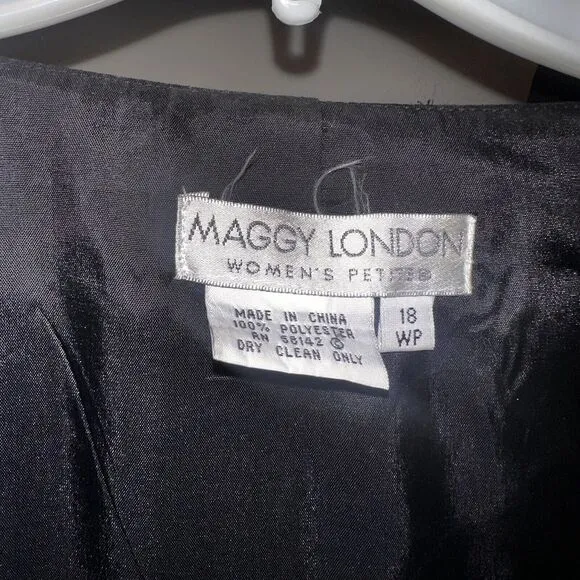 MAGGY LONDON
WOMEN'S PETITES
MADE IN CHINA
100% POLYESTER
RN 58142 ©
DRY CLEAN ONLY
18
WP